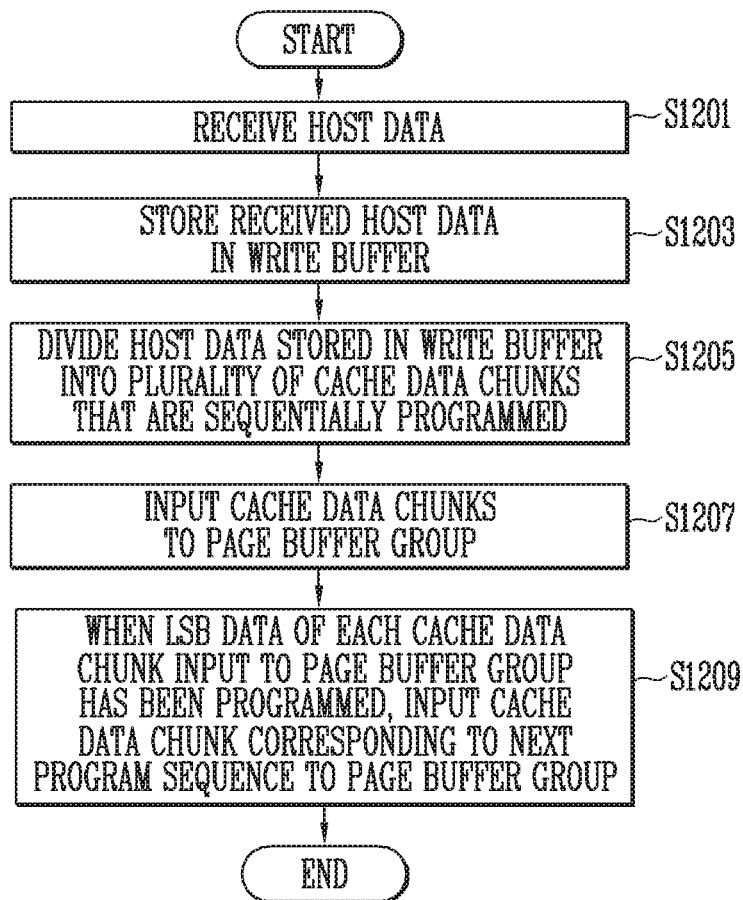 START
RECEIVE HOST DATA
S1201
STORE RECEIVED HOST DATA
IN WRITE BUFFER
S1203
DIVIDE HOST DATA STORED IN WRITE BUFFER
INTO PLURALITY OF CACHE DATA CHUNKS
THAT ARE SEQUENTIALLY PROGRAMMED
S1205
INPUT CACHE DATA CHUNKS
TO PAGE BUFFER GROUP
S1207
WHEN LSB DATA OF EACH CACHE DATA
CHUNK INPUT TO PAGE BUFFER GROUP
HAS BEEN PROGRAMMED, INPUT CACHE
DATA CHUNK CORRESPONDING TO NEXT
PROGRAM SEQUENCE TO PAGE BUFFER GROUP
S1209
END